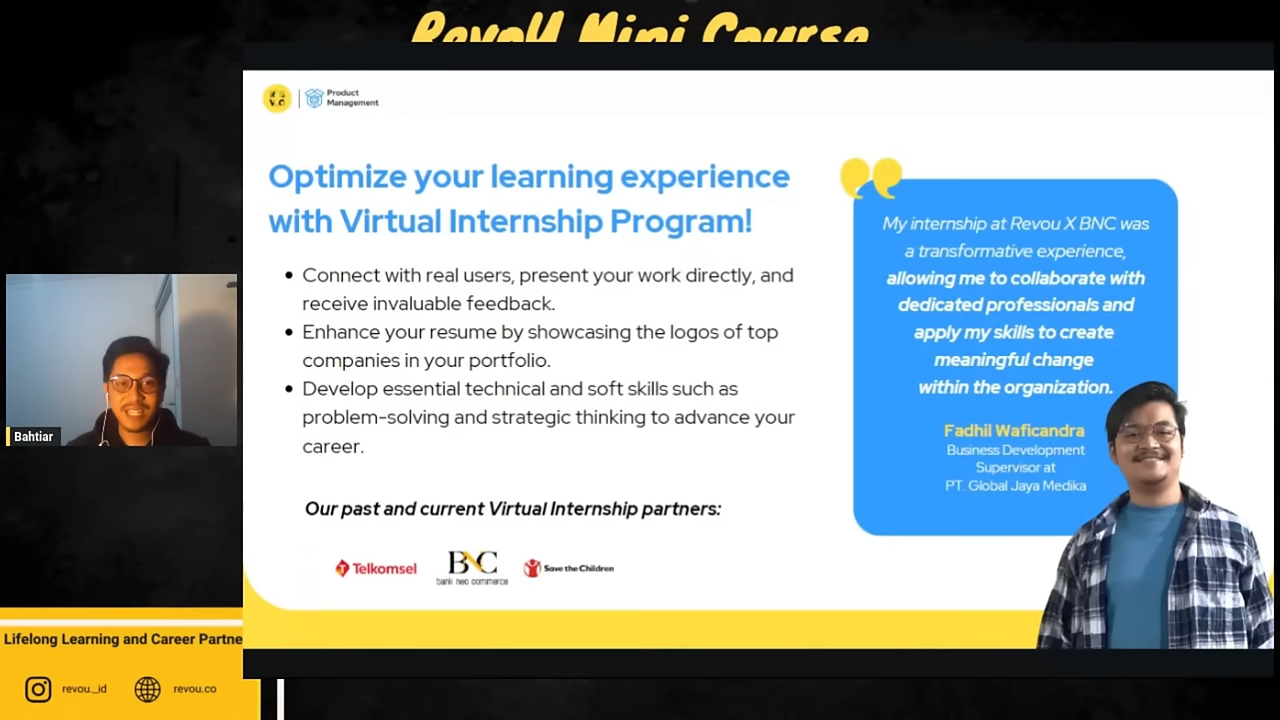 RevoU Mini Course
Product
Management
Optimize your learning experience
with Virtual Internship Program!
Connect with real users, present your work directly, and
receive invaluable feedback.
Enhance your resume by showcasing the logos of top
companies in your portfolio.
Develop essential technical and soft skills such as
problem-solving and strategic thinking to advance your
career.
Our past and current Virtual Internship partners:
Telkomsel
BNC
bank neo commerce
Save the Children
My internship at Revou X BNC was
a transformative experience,
allowing me to collaborate with
dedicated professionals and
apply my skills to create
meaningful change
within the organization.
Fadhil Waficandra
Business Development
Supervisor at
PT. Global Jaya Medika
Bahtiar
Lifelong Learning and Career Partne
revou._id
revou.co